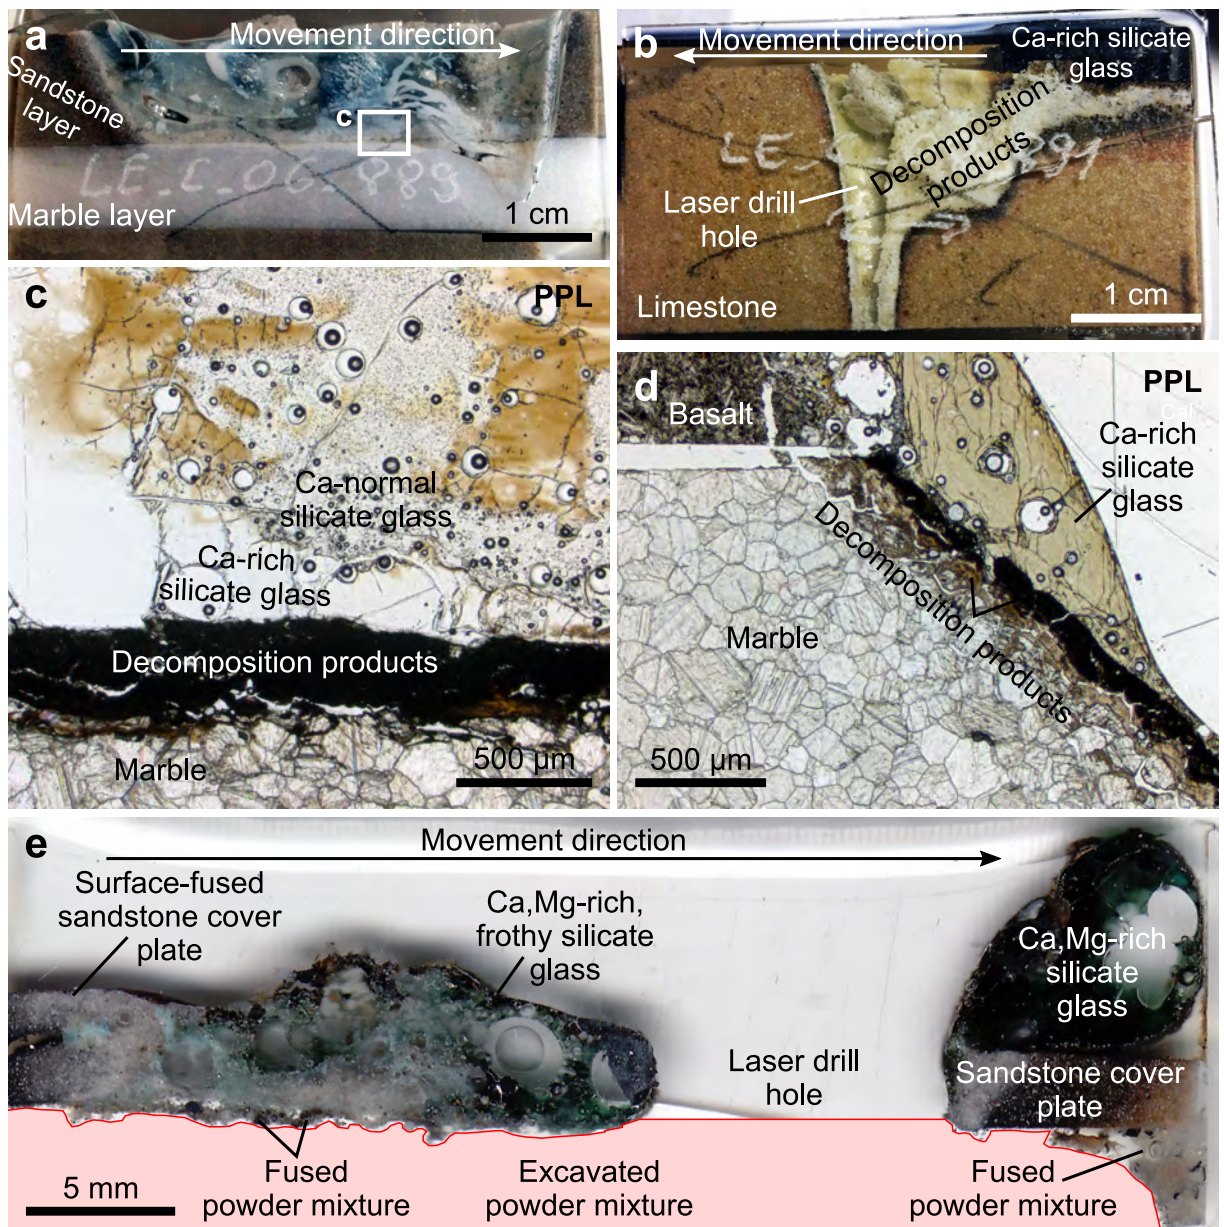 a
Movement direction
Sandstone
layer
c
LE_C_06_889
Marble layer
1 cm
b
Movement direction
Ca-rich silicate
glass
Decomposition
products
LE
89
Laser drill
hole
Limestone
1 cm
c
PPL
Ca-normal
silicate glass
Ca-rich
silicate glass
Decomposition products
Marble
500 µm
d
PPL
Basalt
Cal
Ca-rich
silicate
glass
Decomposition products
Marble
500 µm
e
Movement direction
Surface-fused
sandstone cover
plate
Ca,Mg-rich,
frothy silicate
glass
Ca,Mg-rich
silicate
glass
Laser drill
hole
Sandstone cover
plate
Fused
powder mixture
Excavated
powder mixture
Fused
powder mixture
5 mm